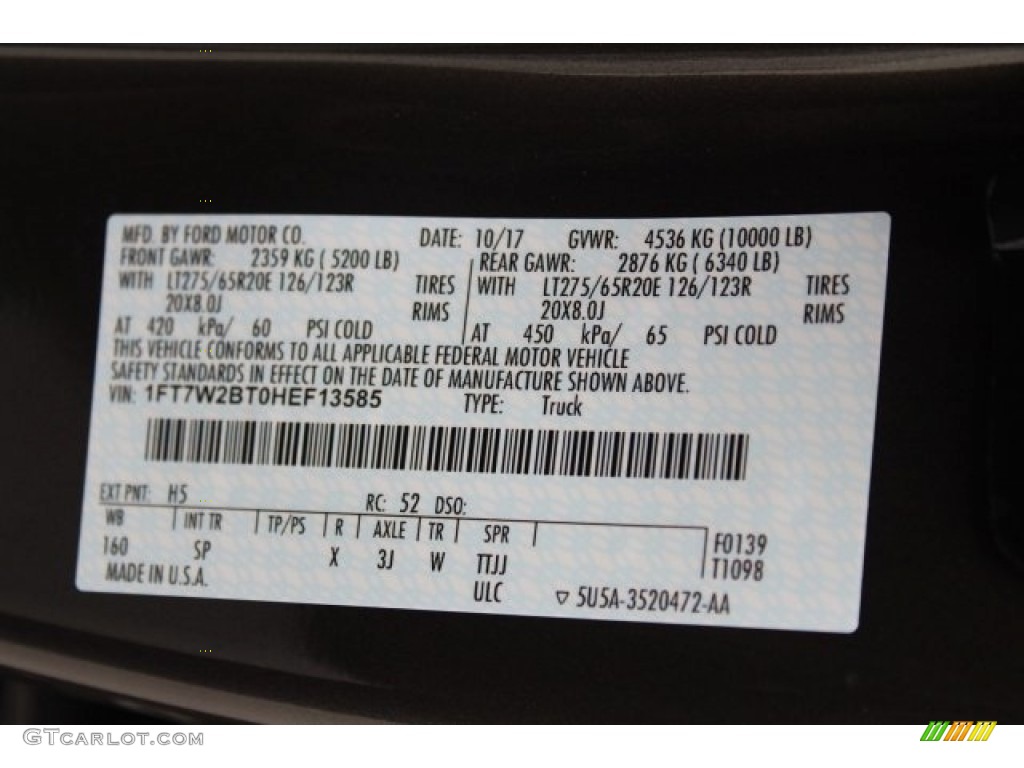 MFD. BY FORD MOTOR CO. DATE: 10/17 GVWR: 4536 KG (10000 LB)
FRONT GAWR: 2359 KG ( 5200 LB) REAR GAWR: 2876 KG ( 6340 LB)
WITH LT275/65R20E 126/123R TIRES WITH LT275/65R20E 126/123R TIRES
20X8.0J RIMS 20X8.0J RIMS
AT 420 kPa/ 60 PSI COLD AT 450 kPa/ 65 PSI COLD
THIS VEHICLE CONFORMS TO ALL APPLICABLE FEDERAL MOTOR VEHICLE
SAFETY STANDARDS IN EFFECT ON THE DATE OF MANUFACTURE SHOWN ABOVE.
VIN: 1FT7W2BT0HEF13585 TYPE: Truck
EXT PNT: H5 RC: 52 DSO:
WB INT TR TP/PS R AXLE TR SPR F0139
160 SP X 3J W TTJJ T1098
MADE IN U.S.A. ULC ▽ 5U5A-3520472-AA
GTCarlot.com